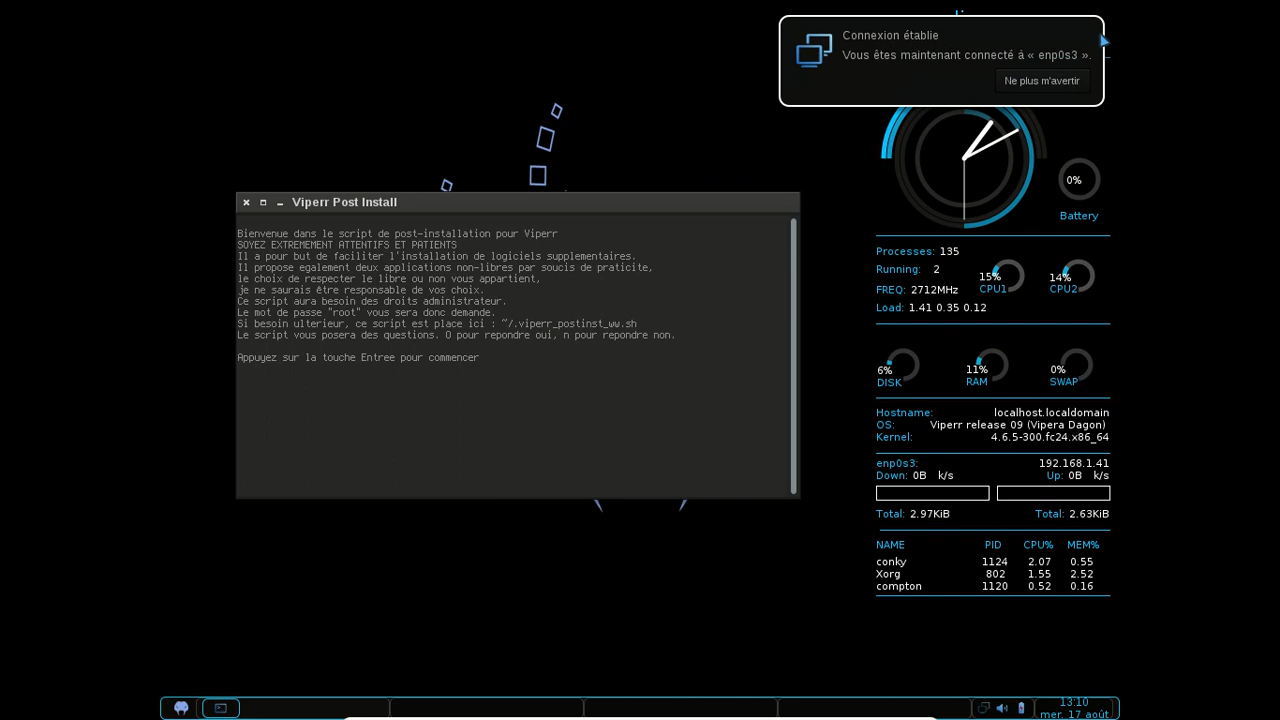 Connexion établie
Vous êtes maintenant connecté à « enp0s3 ».
Ne plus m'avertir
0%
Battery
Viperr Post Install
Bienvenue dans le script de post-installation pour Viperr
SOYEZ EXTREMEMENT ATTENTIFS ET PATIENTS
Il a pour but de faciliter l'installation de logiciels supplementaires.
Il propose egalement deux applications non-libres par soucis de praticite,
le choix de respecter le libre ou non vous appartient,
je ne saurais être responsable de vos choix.
Ce script aura besoin des droits administrateur.
Le mot de passe "root" vous sera donc demande.
Si besoin ulterieur, ce script est place ici : ~/.viperr_postinst_ww.sh
Le script vous posera des questions. O pour repondre oui, n pour repondre non.
Appuyez sur la touche Entree pour commencer
Processes: 135
Running: 2
FREQ: 2712MHz
15%
CPU1
14%
CPU2
Load: 1.41 0.35 0.12
6%
DISK
11%
RAM
0%
SWAP
Hostname: localhost.localdomain
OS: Viperr release 09 (Vipera Dagon)
Kernel: 4.6.5-300.fc24.x86_64
enp0s3: 192.168.1.41
Down: 0B k/s Up: 0B k/s
Total: 2.97KiB Total: 2.63KiB
NAME PID CPU% MEM%
conky 1124 2.07 0.55
Xorg 802 1.55 2.52
compton 1120 0.52 0.16
13:10
mer. 17 août